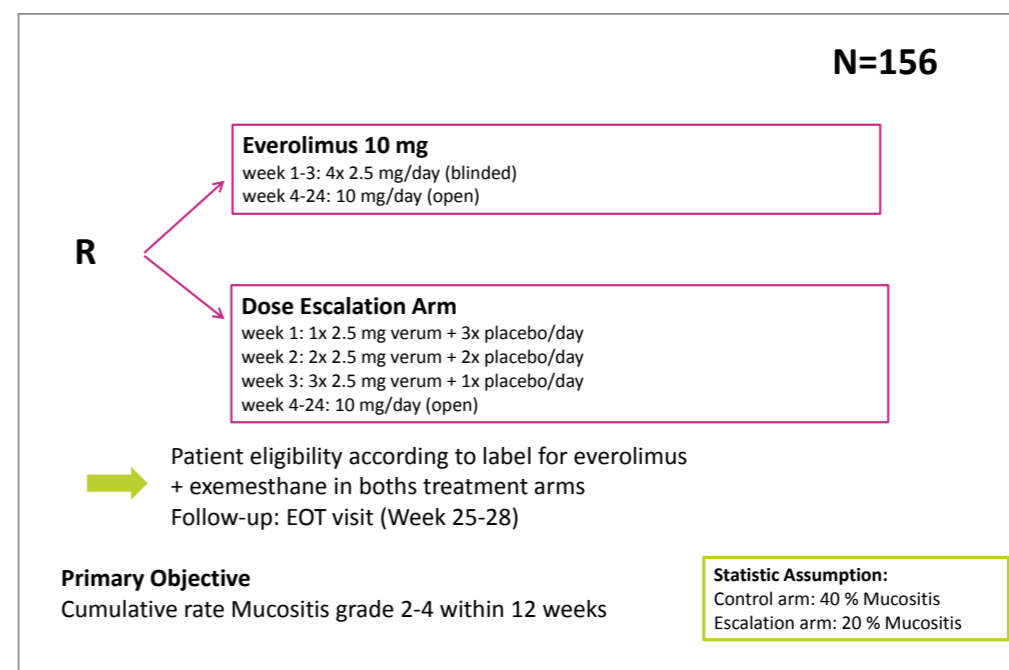 N=156
Everolimus 10 mg
week 1-3: 4x 2.5 mg/day (blinded)
week 4-24: 10 mg/day (open)
R
Dose Escalation Arm
week 1: 1x 2.5 mg verum + 3x placebo/day
week 2: 2x 2.5 mg verum + 2x placebo/day
week 3: 3x 2.5 mg verum + 1x placebo/day
week 4-24: 10 mg/day (open)
Patient eligibility according to label for everolimus
+ exemesthane in boths treatment arms
Follow-up: EOT visit (Week 25-28)
Primary Objective
Cumulative rate Mucositis grade 2-4 within 12 weeks
Statistic Assumption:
Control arm: 40 % Mucositis
Escalation arm: 20 % Mucositis